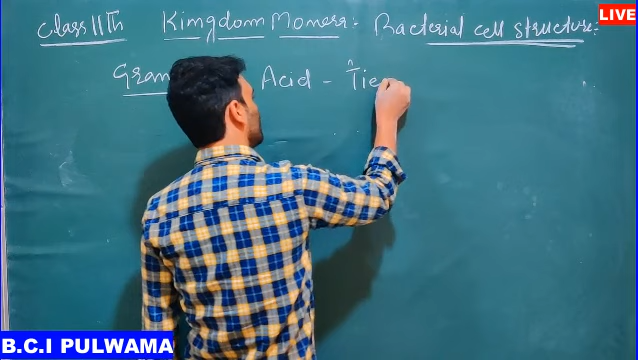 LIVE
Class 11Th Kingdom Monera:- Bacterial cell structure:-
Gram Acid - Tie
B.C.I PULWAMA